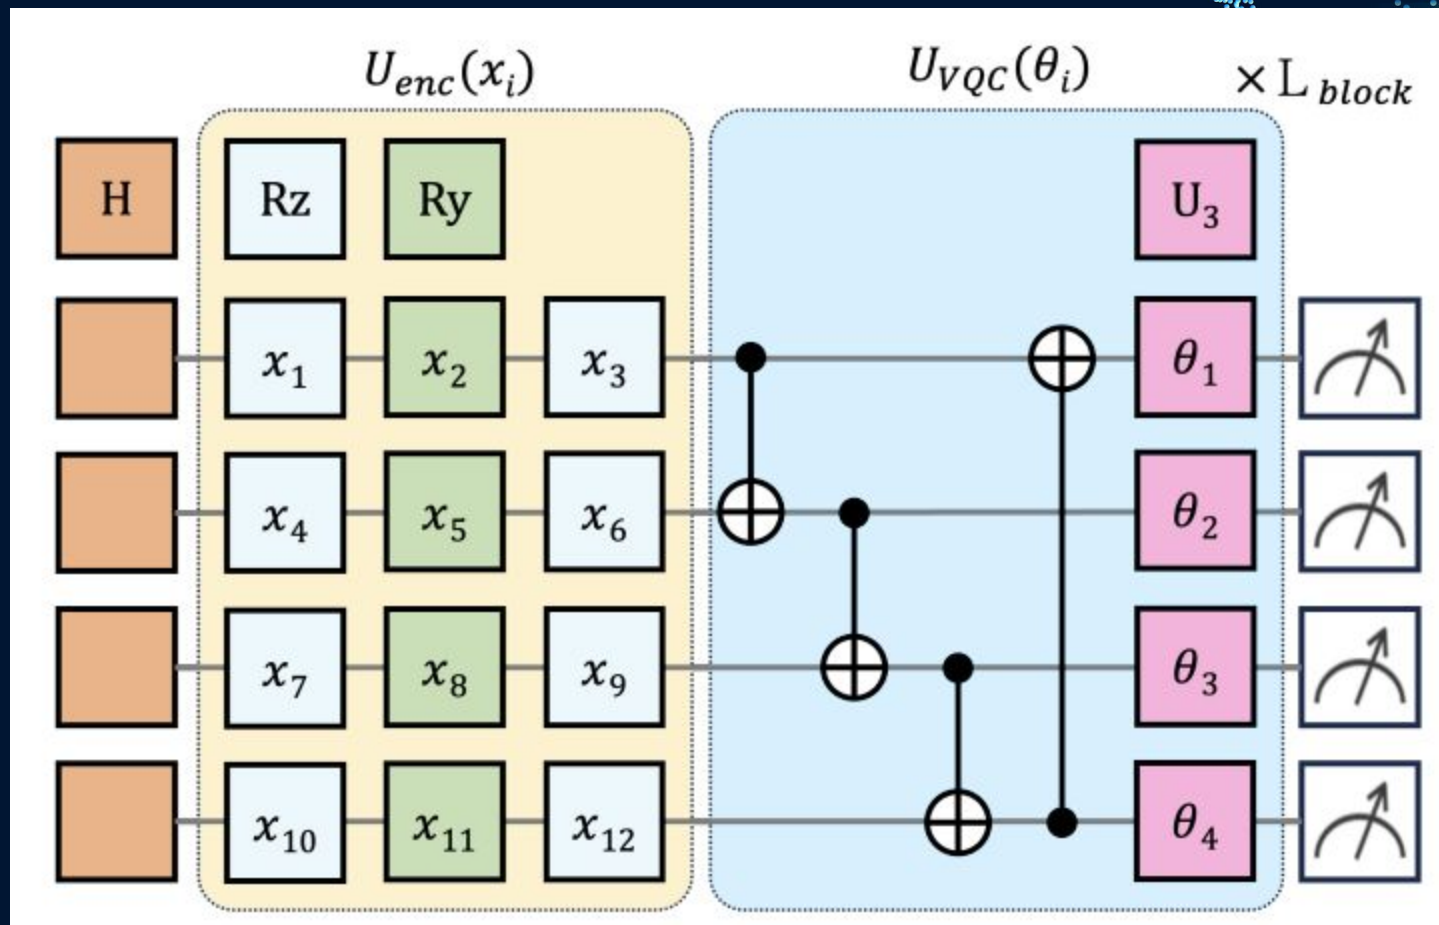 U_enc(x_i) U_VQC(θ_i) × L_block
H Rz Ry U_3
x_1 x_2 x_3 θ_1
x_4 x_5 x_6 θ_2
x_7 x_8 x_9 θ_3
x_10 x_11 x_12 θ_4